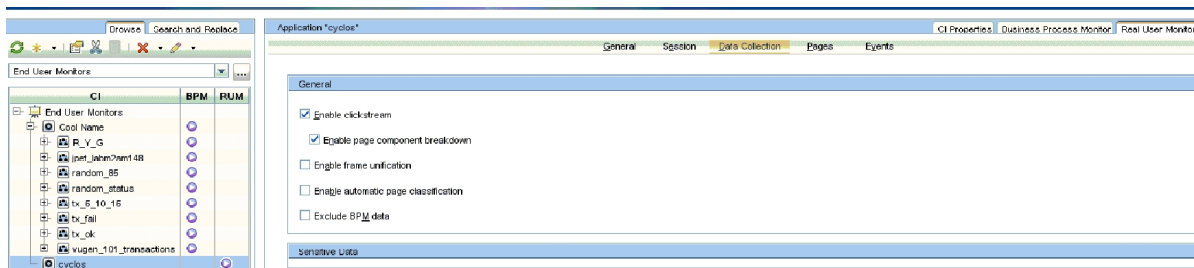 Browse Search and Replace
Application "cyclos"
CI Properties Business Process Monitor Real User Monitor
General Session Data Collection Pages Events
End User Monitors
...
CI BPM RUM
End User Monitors
Cool Name
R_Y_G
jpet_labm2am148
random_85
random_status
tx_5_10_15
tx_fail
tx_ok
vugen_101_transactions
cyclos
General
Enable clickstream
Enable page component breakdown
Enable frame unification
Enable automatic page classification
Exclude BPM data
Sensitive Data